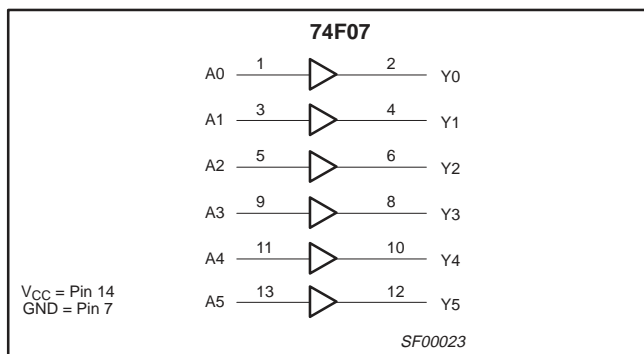 74F07
A0 1 2 Y0
A1 3 4 Y1
A2 5 6 Y2
A3 9 8 Y3
A4 11 10 Y4
A5 13 12 Y5
VCC = Pin 14
GND = Pin 7
SF00023